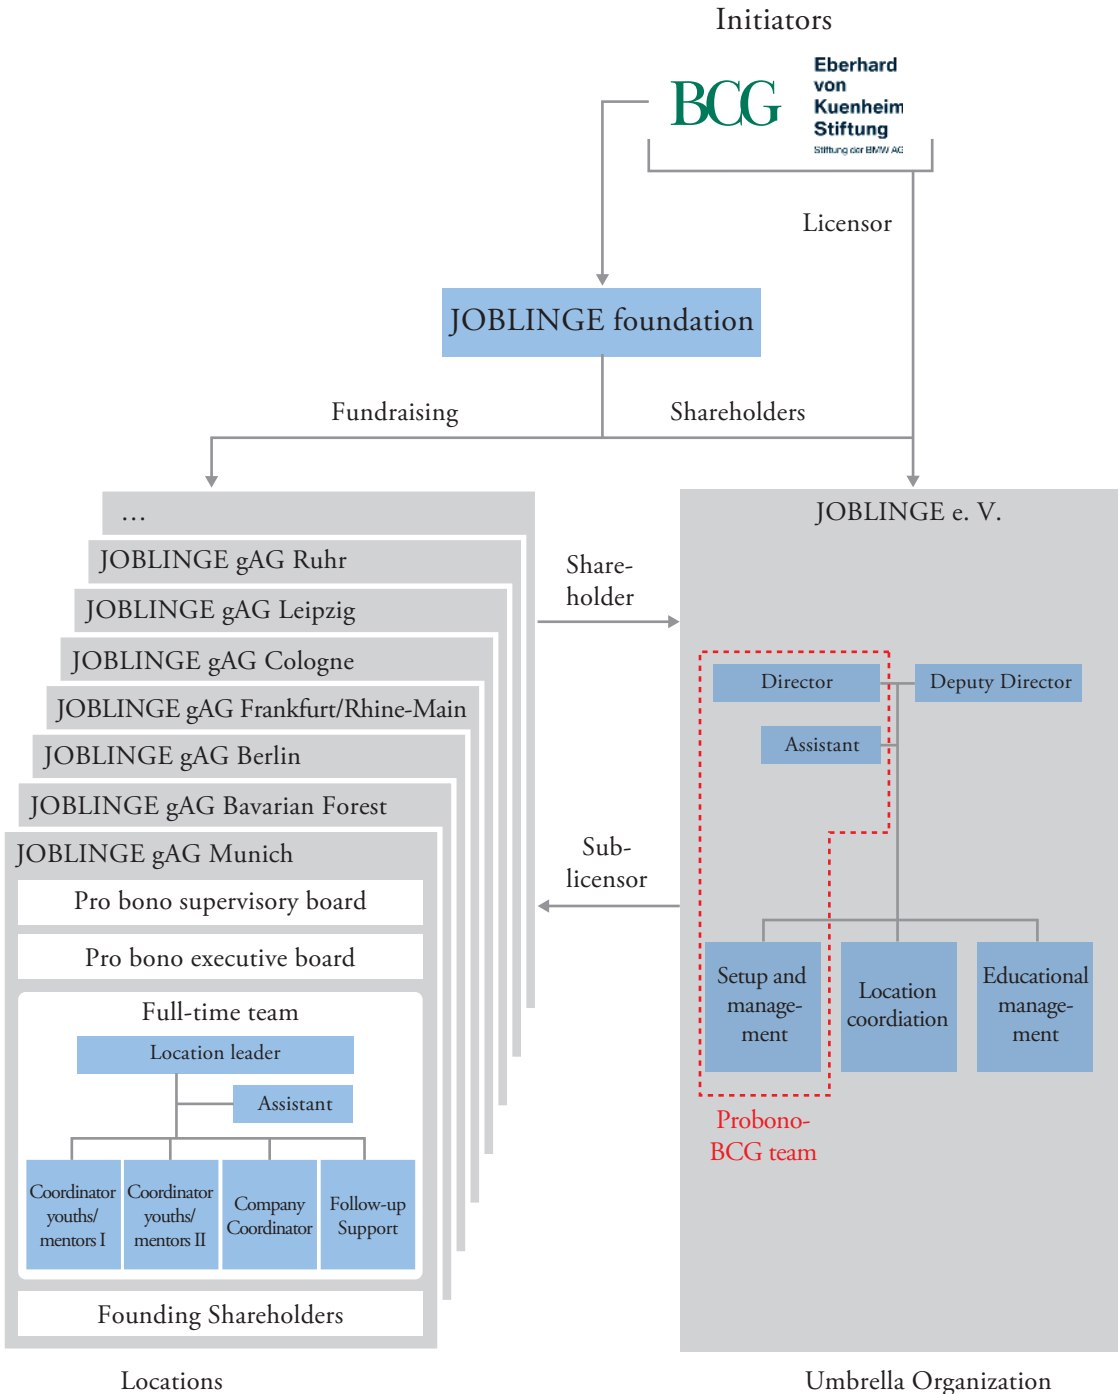 Initiators
BCG
Eberhard
von
Kuenheim
Stiftung
Stiftung der BMW AG
Licensor
JOBLINGE foundation
Fundraising
Shareholders
...
JOBLINGE gAG Ruhr
JOBLINGE gAG Leipzig
JOBLINGE gAG Cologne
JOBLINGE gAG Frankfurt/Rhine-Main
JOBLINGE gAG Berlin
JOBLINGE gAG Bavarian Forest
JOBLINGE gAG Munich
Pro bono supervisory board
Pro bono executive board
Full-time team
Location leader
Assistant
Coordinator
youths/
mentors I
Coordinator
youths/
mentors II
Company
Coordinator
Follow-up
Support
Founding Shareholders
Locations
Share-
holder
Sub-
licensor
JOBLINGE e. V.
Director
Deputy Director
Assistant
Setup and
manage-
ment
Location
coordiation
Educational
manage-
ment
Probono-
BCG team
Umbrella Organization